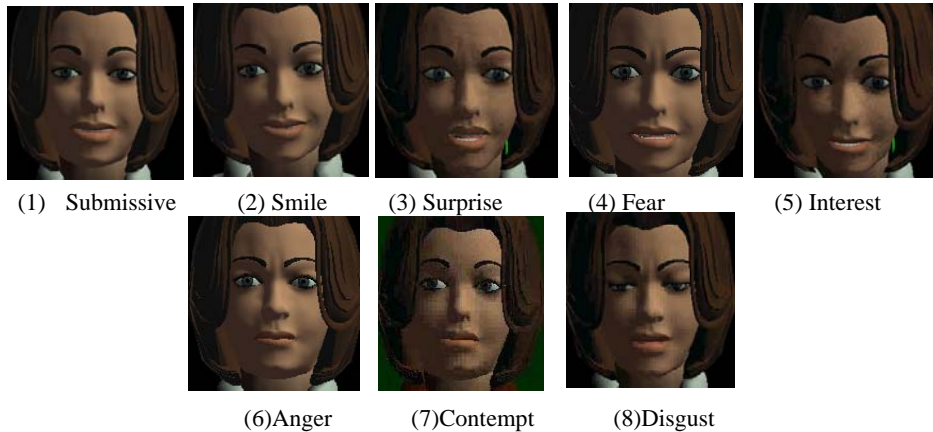 (1) Submissive (2) Smile (3) Surprise (4) Fear (5) Interest
(6)Anger (7)Contempt (8)Disgust